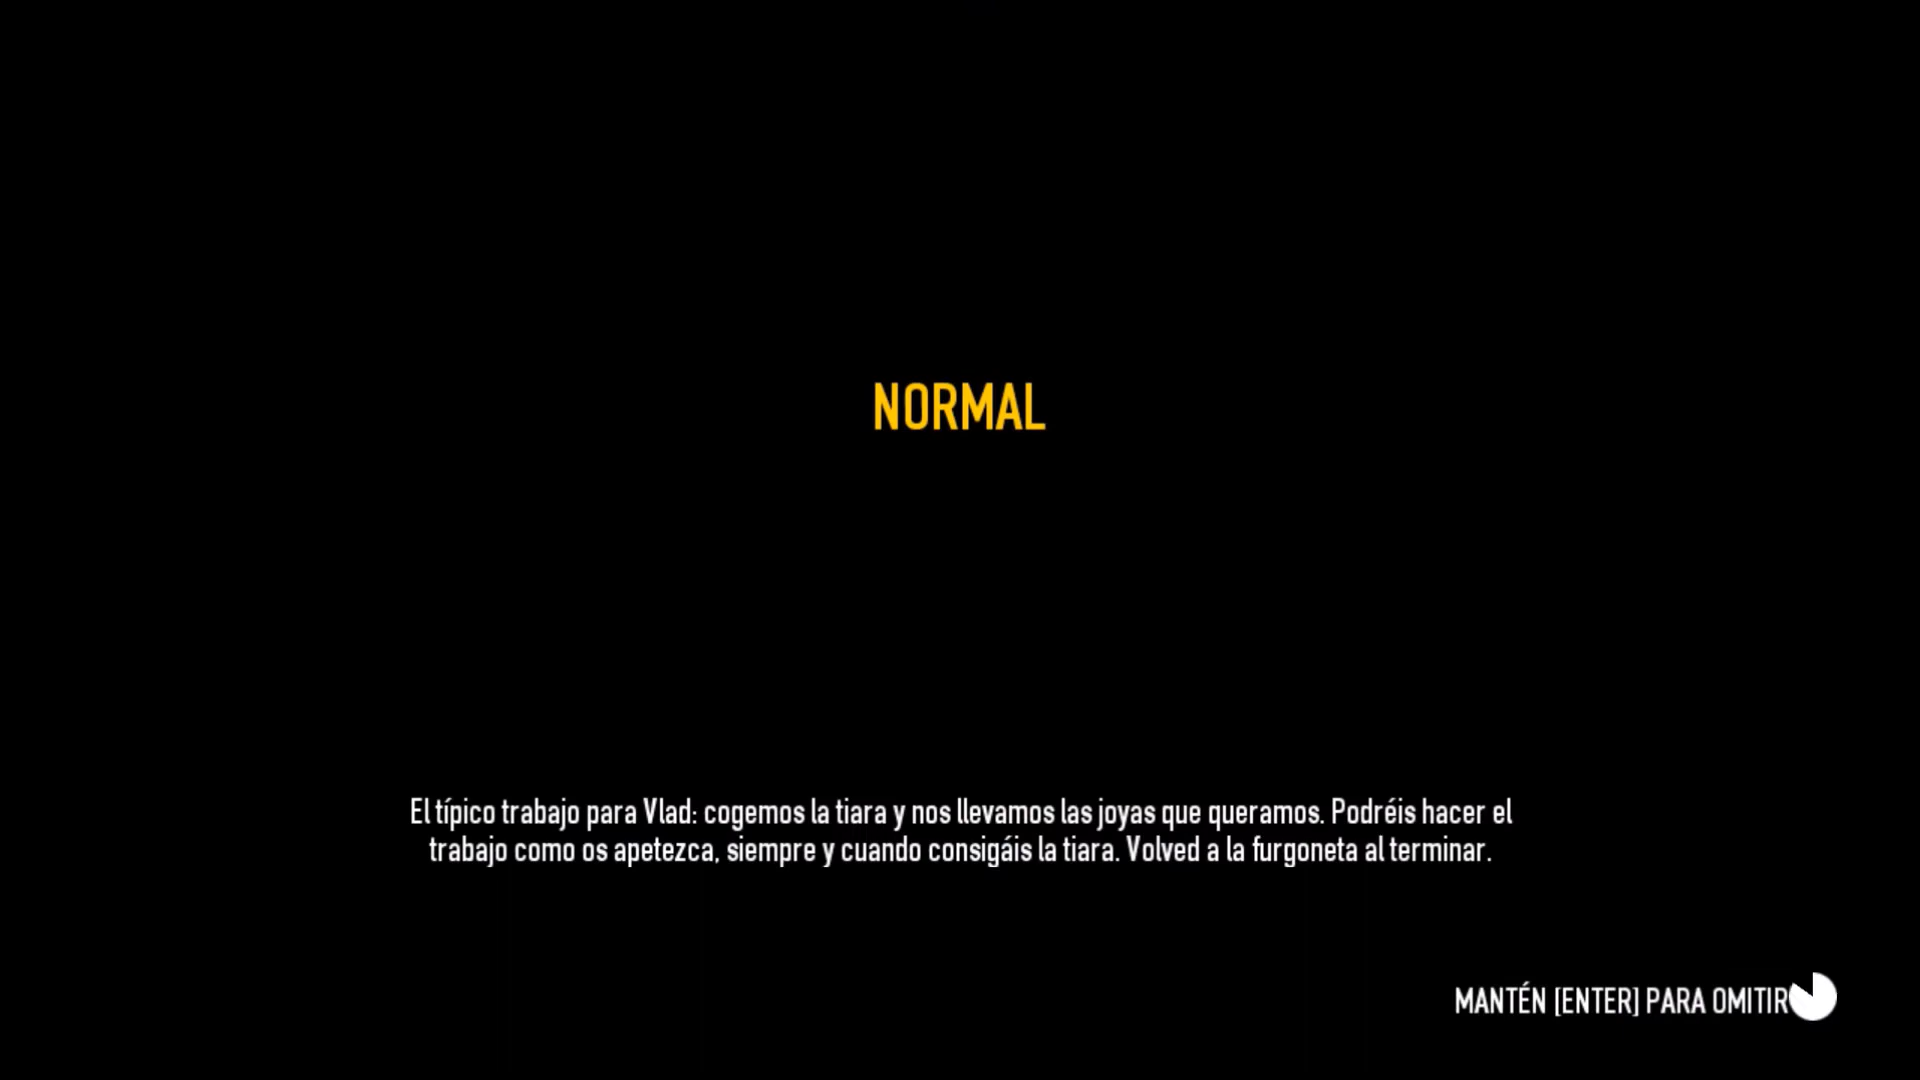 NORMAL
El típico trabajo para Vlad: cogemos la tiara y nos llevamos las joyas que queramos. Podréis hacer el
trabajo como os apetezca, siempre y cuando consigáis la tiara. Volved a la furgoneta al terminar.
MANTÉN [ENTER] PARA OMITIR